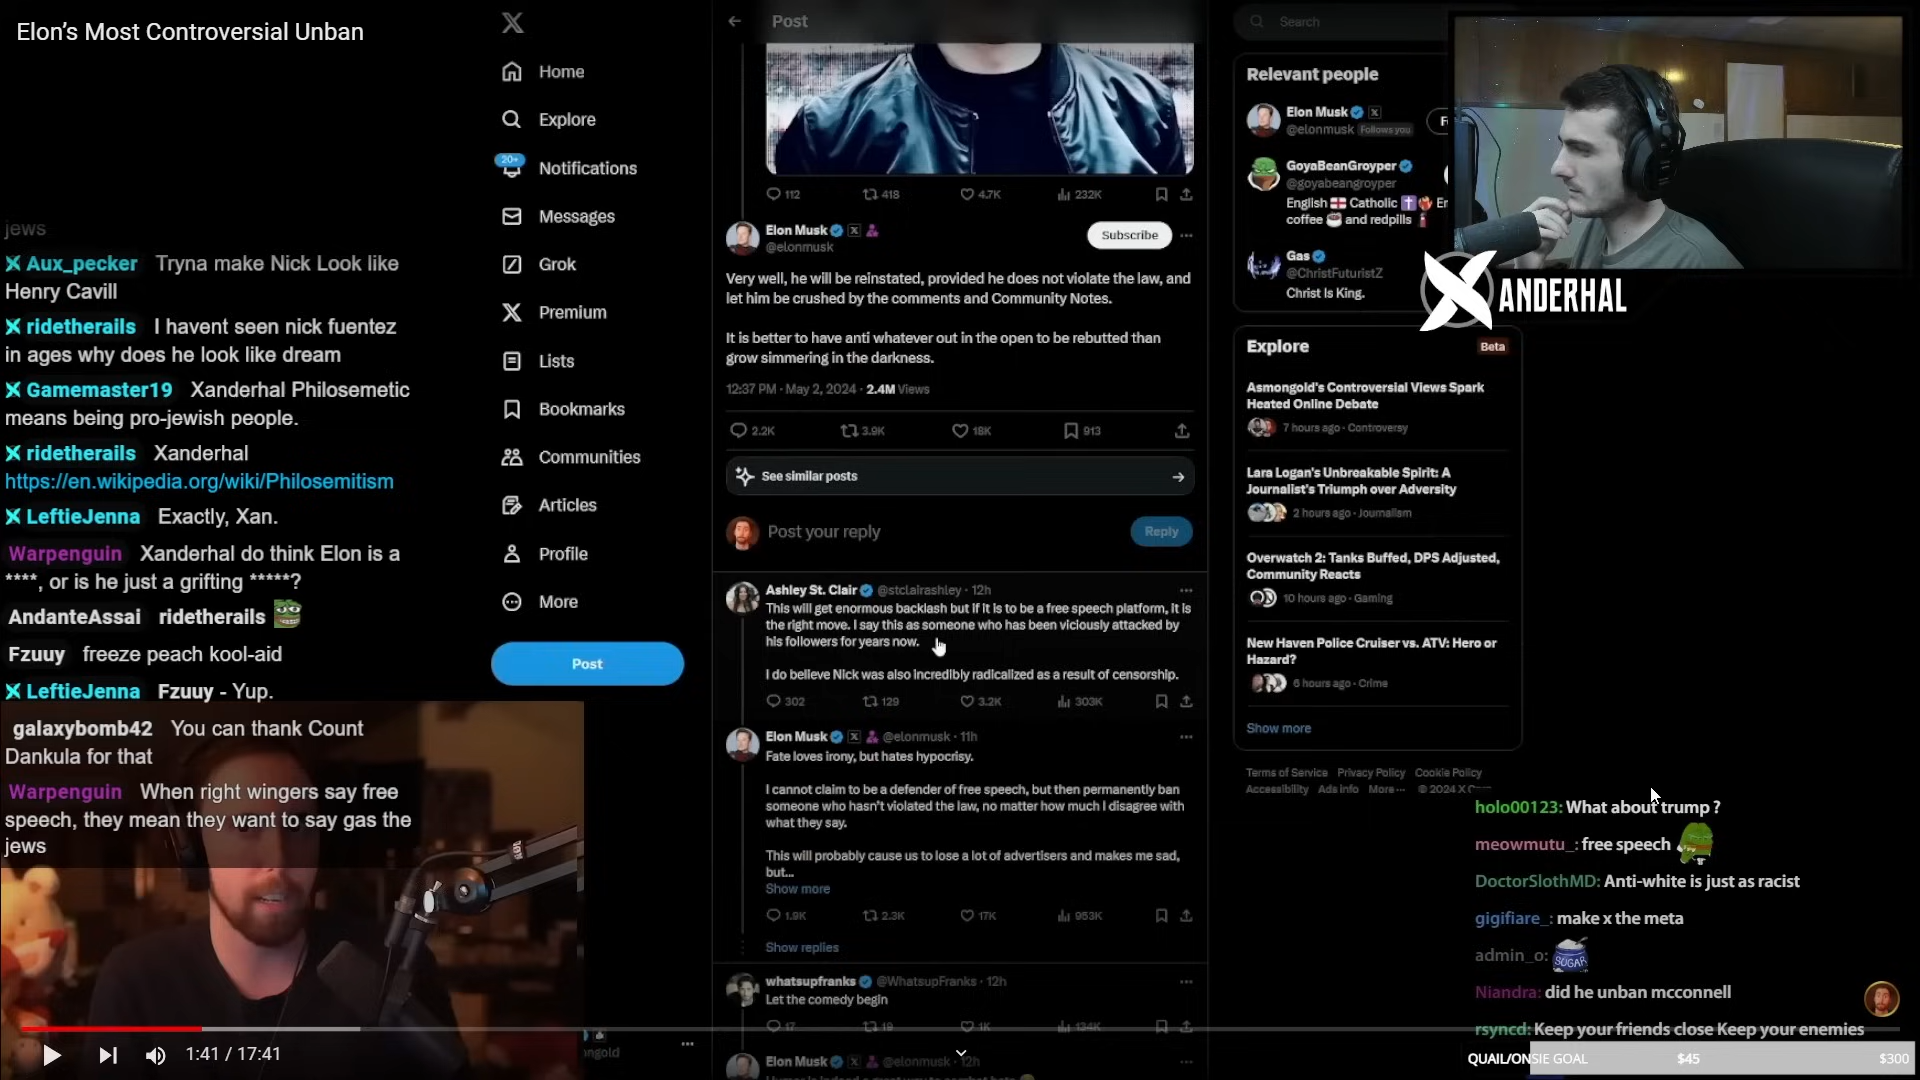 Elon's Most Controversial Unban
jews
Aux_pecker Tryna make Nick Look like
Henry Cavill
ridetherails I havent seen nick fuentez
in ages why does he look like dream
Gamemaster19 Xanderhal Philosemetic
means being pro-jewish people.
ridetherails Xanderhal
https://en.wikipedia.org/wiki/Philosemitism
LeftieJenna Exactly, Xan.
Warpenguin Xanderhal do think Elon is a
****, or is he just a grifting *****?
AndanteAssai ridetherails
Fzuuy freeze peach kool-aid
LeftieJenna Fzuuy - Yup.
galaxybomb42 You can thank Count
Dankula for that
Warpenguin When right wingers say free
speech, they mean they want to say gas the
jews
1:41 / 17:41
Home
Explore
20+
Notifications
Messages
Grok
X Premium
Lists
Bookmarks
Communities
Articles
Profile
More
Post
Post
112 418 4.7K 232K
Elon Musk
@elonmusk
Subscribe
Very well, he will be reinstated, provided he does not violate the law, and
let him be crushed by the comments and Community Notes.
It is better to have anti whatever out in the open to be rebutted than
grow simmering in the darkness.
12:37 PM · May 2, 2024 · 2.4M Views
2.2K 3.9K 18K 913
See similar posts
Post your reply
Reply
Ashley St. Clair @stclairashley · 12h
This will get enormous backlash but if it is to be a free speech platform, it is
the right move. I say this as someone who has been viciously attacked by
his followers for years now.
I do believe Nick was also incredibly radicalized as a result of censorship.
302 129 3.2K 303K
Elon Musk @elonmusk · 11h
Fate loves irony, but hates hypocrisy.
I cannot claim to be a defender of free speech, but then permanently ban
someone who hasn't violated the law, no matter how much I disagree with
what they say.
This will probably cause us to lose a lot of advertisers and makes me sad,
but...
Show more
1.9K 2.3K 17K 953K
Show replies
whatsupfranks @WhatsupFranks · 12h
Let the comedy begin
17 19 1K 134K
Elon Musk @elonmusk · 12h
ngold
Search
Relevant people
Elon Musk
@elonmusk Follows you
GoyaBeanGroyper
@goyabeangroyper
English Catholic
coffee and redpills
Gas
@ChristFuturistZ
Christ Is King.
XANDERHAL
Explore
Beta
Asmongold's Controversial Views Spark
Heated Online Debate
7 hours ago · Controversy
Lara Logan's Unbreakable Spirit: A
Journalist's Triumph over Adversity
2 hours ago · Journalism
Overwatch 2: Tanks Buffed, DPS Adjusted,
Community Reacts
10 hours ago · Gaming
New Haven Police Cruiser vs. ATV: Hero or
Hazard?
6 hours ago · Crime
Show more
Terms of Service Privacy Policy Cookie Policy
Accessibility Ads info More ··· © 2024 X
holo00123: What about trump ?
meowmutu_: free speech
DoctorSlothMD: Anti-white is just as racist
gigifiare_: make x the meta
admin_o:
SUGAR
Niandra: did he unban mcconnell
rsyncd: Keep your friends close Keep your enemies
QUAIL/ONSIE GOAL $45 $300